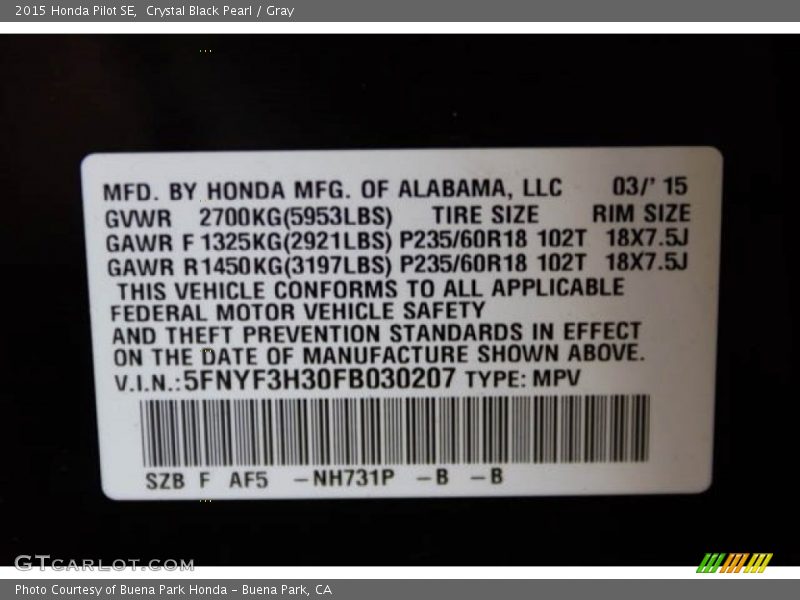 2015 Honda Pilot SE, Crystal Black Pearl / Gray
MFD. BY HONDA MFG. OF ALABAMA, LLC 03/' 15
GVWR 2700KG(5953LBS) TIRE SIZE RIM SIZE
GAWR F 1325KG(2921LBS) P235/60R18 102T 18X7.5J
GAWR R1450KG(3197LBS) P235/60R18 102T 18X7.5J
THIS VEHICLE CONFORMS TO ALL APPLICABLE
FEDERAL MOTOR VEHICLE SAFETY
AND THEFT PREVENTION STANDARDS IN EFFECT
ON THE DATE OF MANUFACTURE SHOWN ABOVE.
V.I.N.:5FNYF3H30FB030207 TYPE: MPV
SZB F AF5 -NH731P -B -B
GTCARLOT.COM
Photo Courtesy of Buena Park Honda - Buena Park, CA